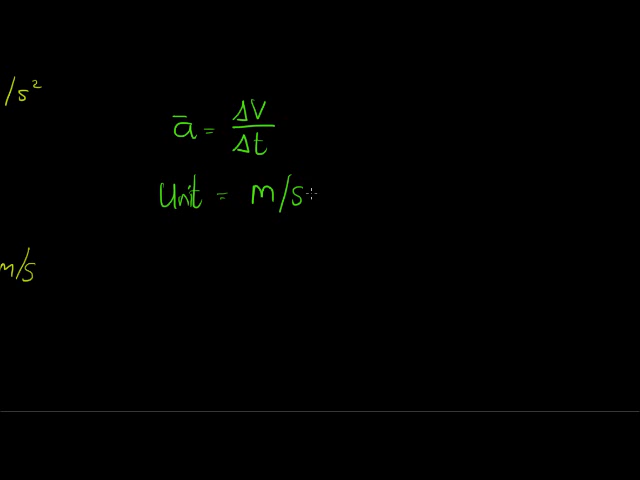 /s²
ā = ΔV/Δt
Unit = m/s
m/s